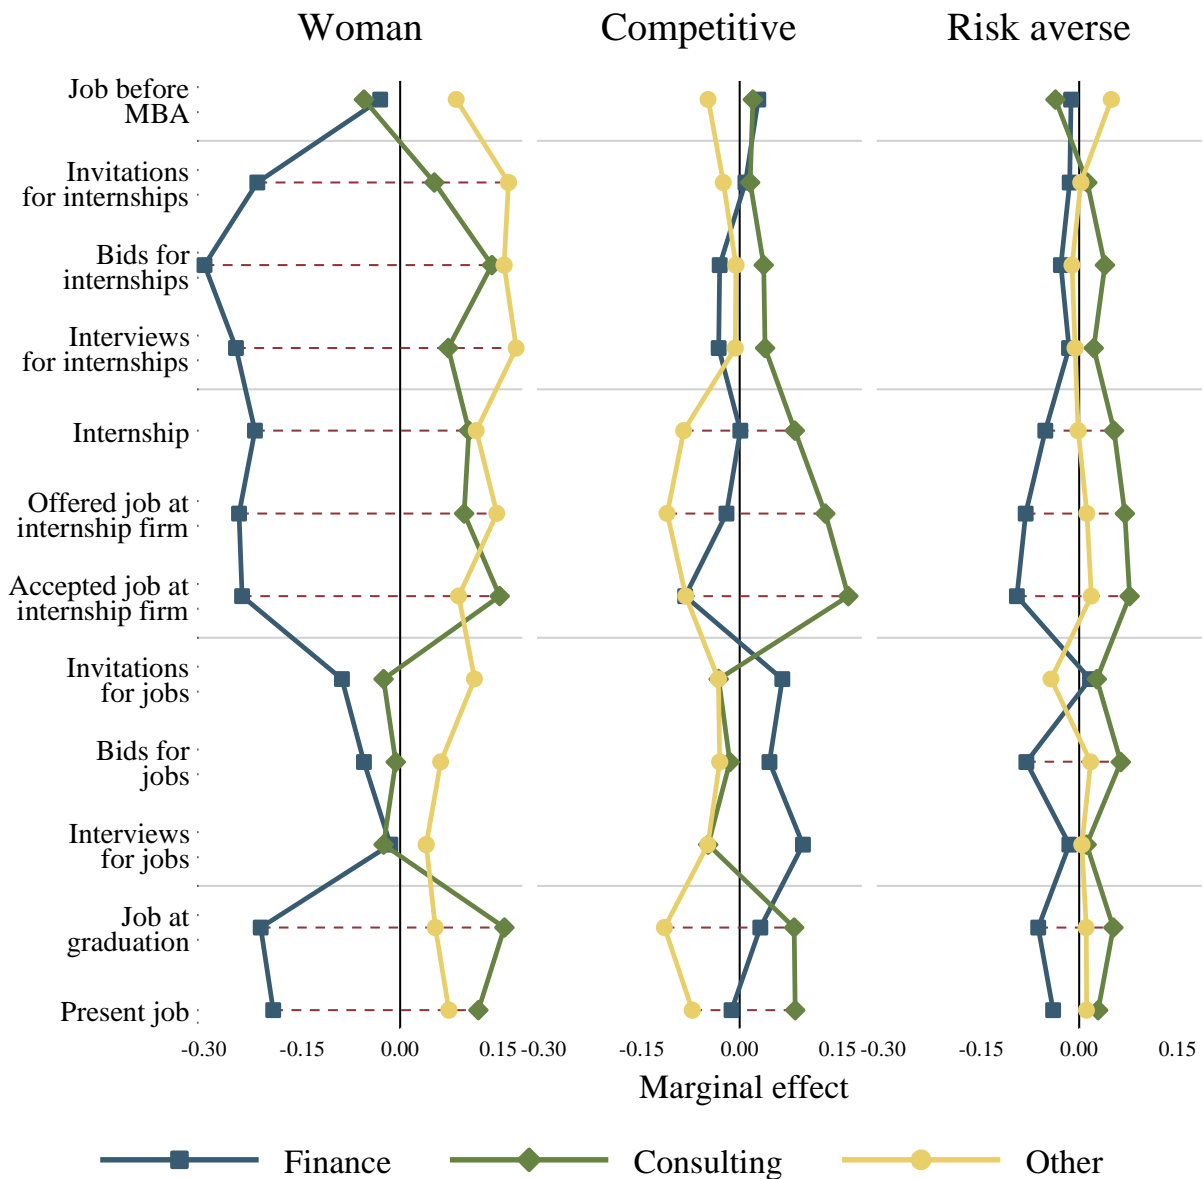 Woman Competitive Risk averse
Job before
MBA
Invitations
for internships
Bids for
internships
Interviews
for internships
Internship
Offered job at
internship firm
Accepted job at
internship firm
Invitations
for jobs
Bids for
jobs
Interviews
for jobs
Job at
graduation
Present job
-0.30 -0.15 0.00 0.15 -0.30 -0.15 0.00 0.15 -0.30 -0.15 0.00 0.15
Marginal effect
Finance Consulting Other